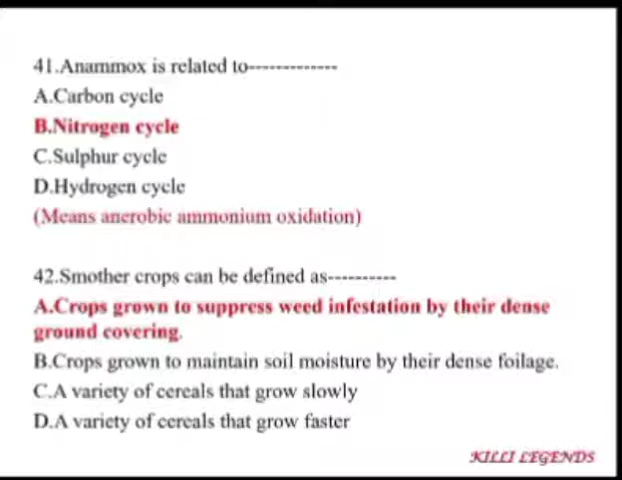 41.Anammox is related to-------------
A.Carbon cycle
B.Nitrogen cycle
C.Sulphur cycle
D.Hydrogen cycle
(Means anerobic ammonium oxidation)
42.Smother crops can be defined as----------
A.Crops grown to suppress weed infestation by their dense
ground covering.
B.Crops grown to maintain soil moisture by their dense foilage.
C.A variety of cereals that grow slowly
D.A variety of cereals that grow faster
KILLI LEGENDS